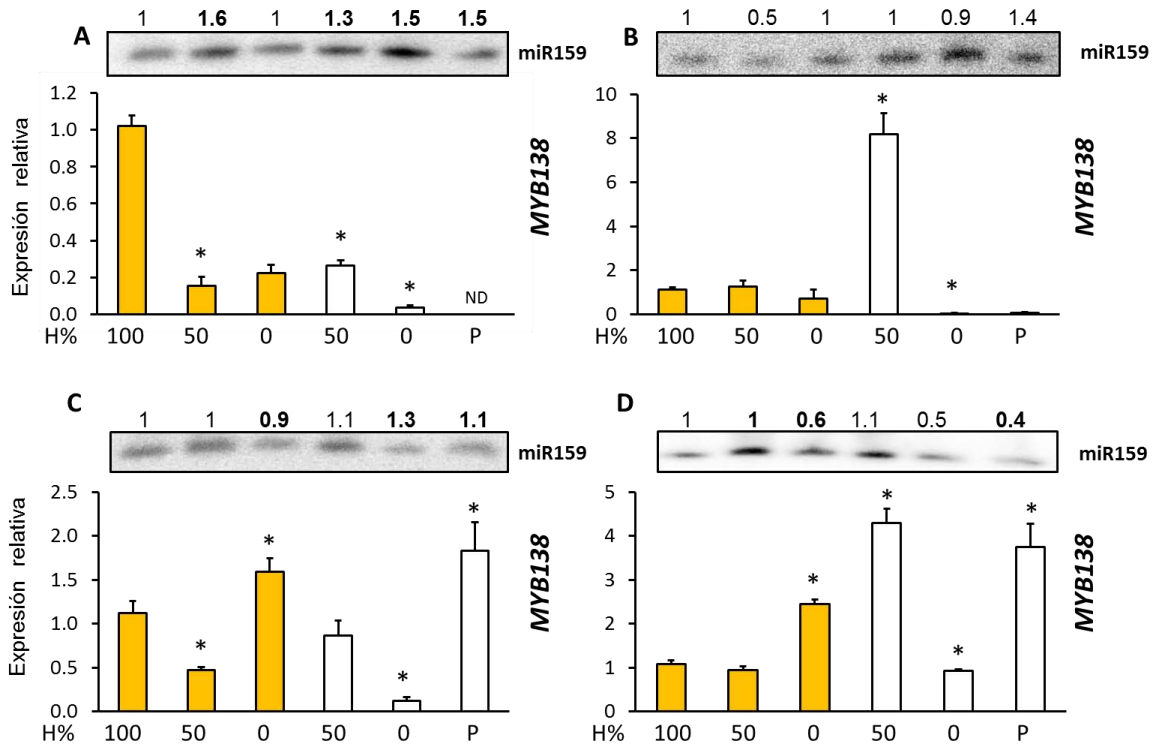 1 1.6 1 1.3 1.5 1.5
A
miR159
1.2
1.0
0.8
0.6
0.4
0.2
0.0
Expresión relativa
* * * ND
MYB138
H% 100 50 0 50 0 P
1 0.5 1 1 0.9 1.4
B
miR159
10
8
6
4
2
0
* *
MYB138
H% 100 50 0 50 0 P
1 1 0.9 1.1 1.3 1.1
C
miR159
2.5
2.0
1.5
1.0
0.5
0.0
Expresión relativa
* * * *
MYB138
H% 100 50 0 50 0 P
1 1 0.6 1.1 0.5 0.4
D
miR159
5
4
3
2
1
0
* * * *
MYB138
H% 100 50 0 50 0 P